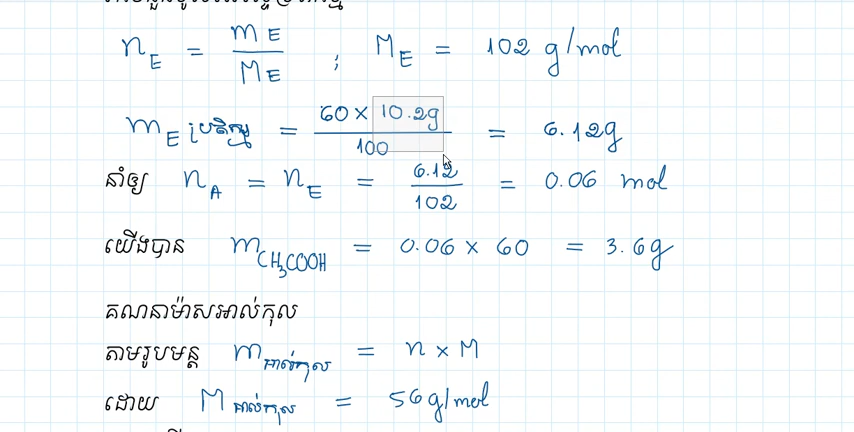 n_E = m_E / M_E ; M_E = 102 g/mol
m_E ប្រតិកម្ម = 60 × 10.2g / 100 = 6.12g
នាំឲ្យ n_A = n_E = 6.12 / 102 = 0.06 mol
យើងបាន m_CH₃COOH = 0.06 × 60 = 3.6g
គណនាម៉ាសអាល់កុល
តាមរូបមន្ត m_អាល់កុល = n × M
ដោយ M_អាល់កុល = 56g/mol